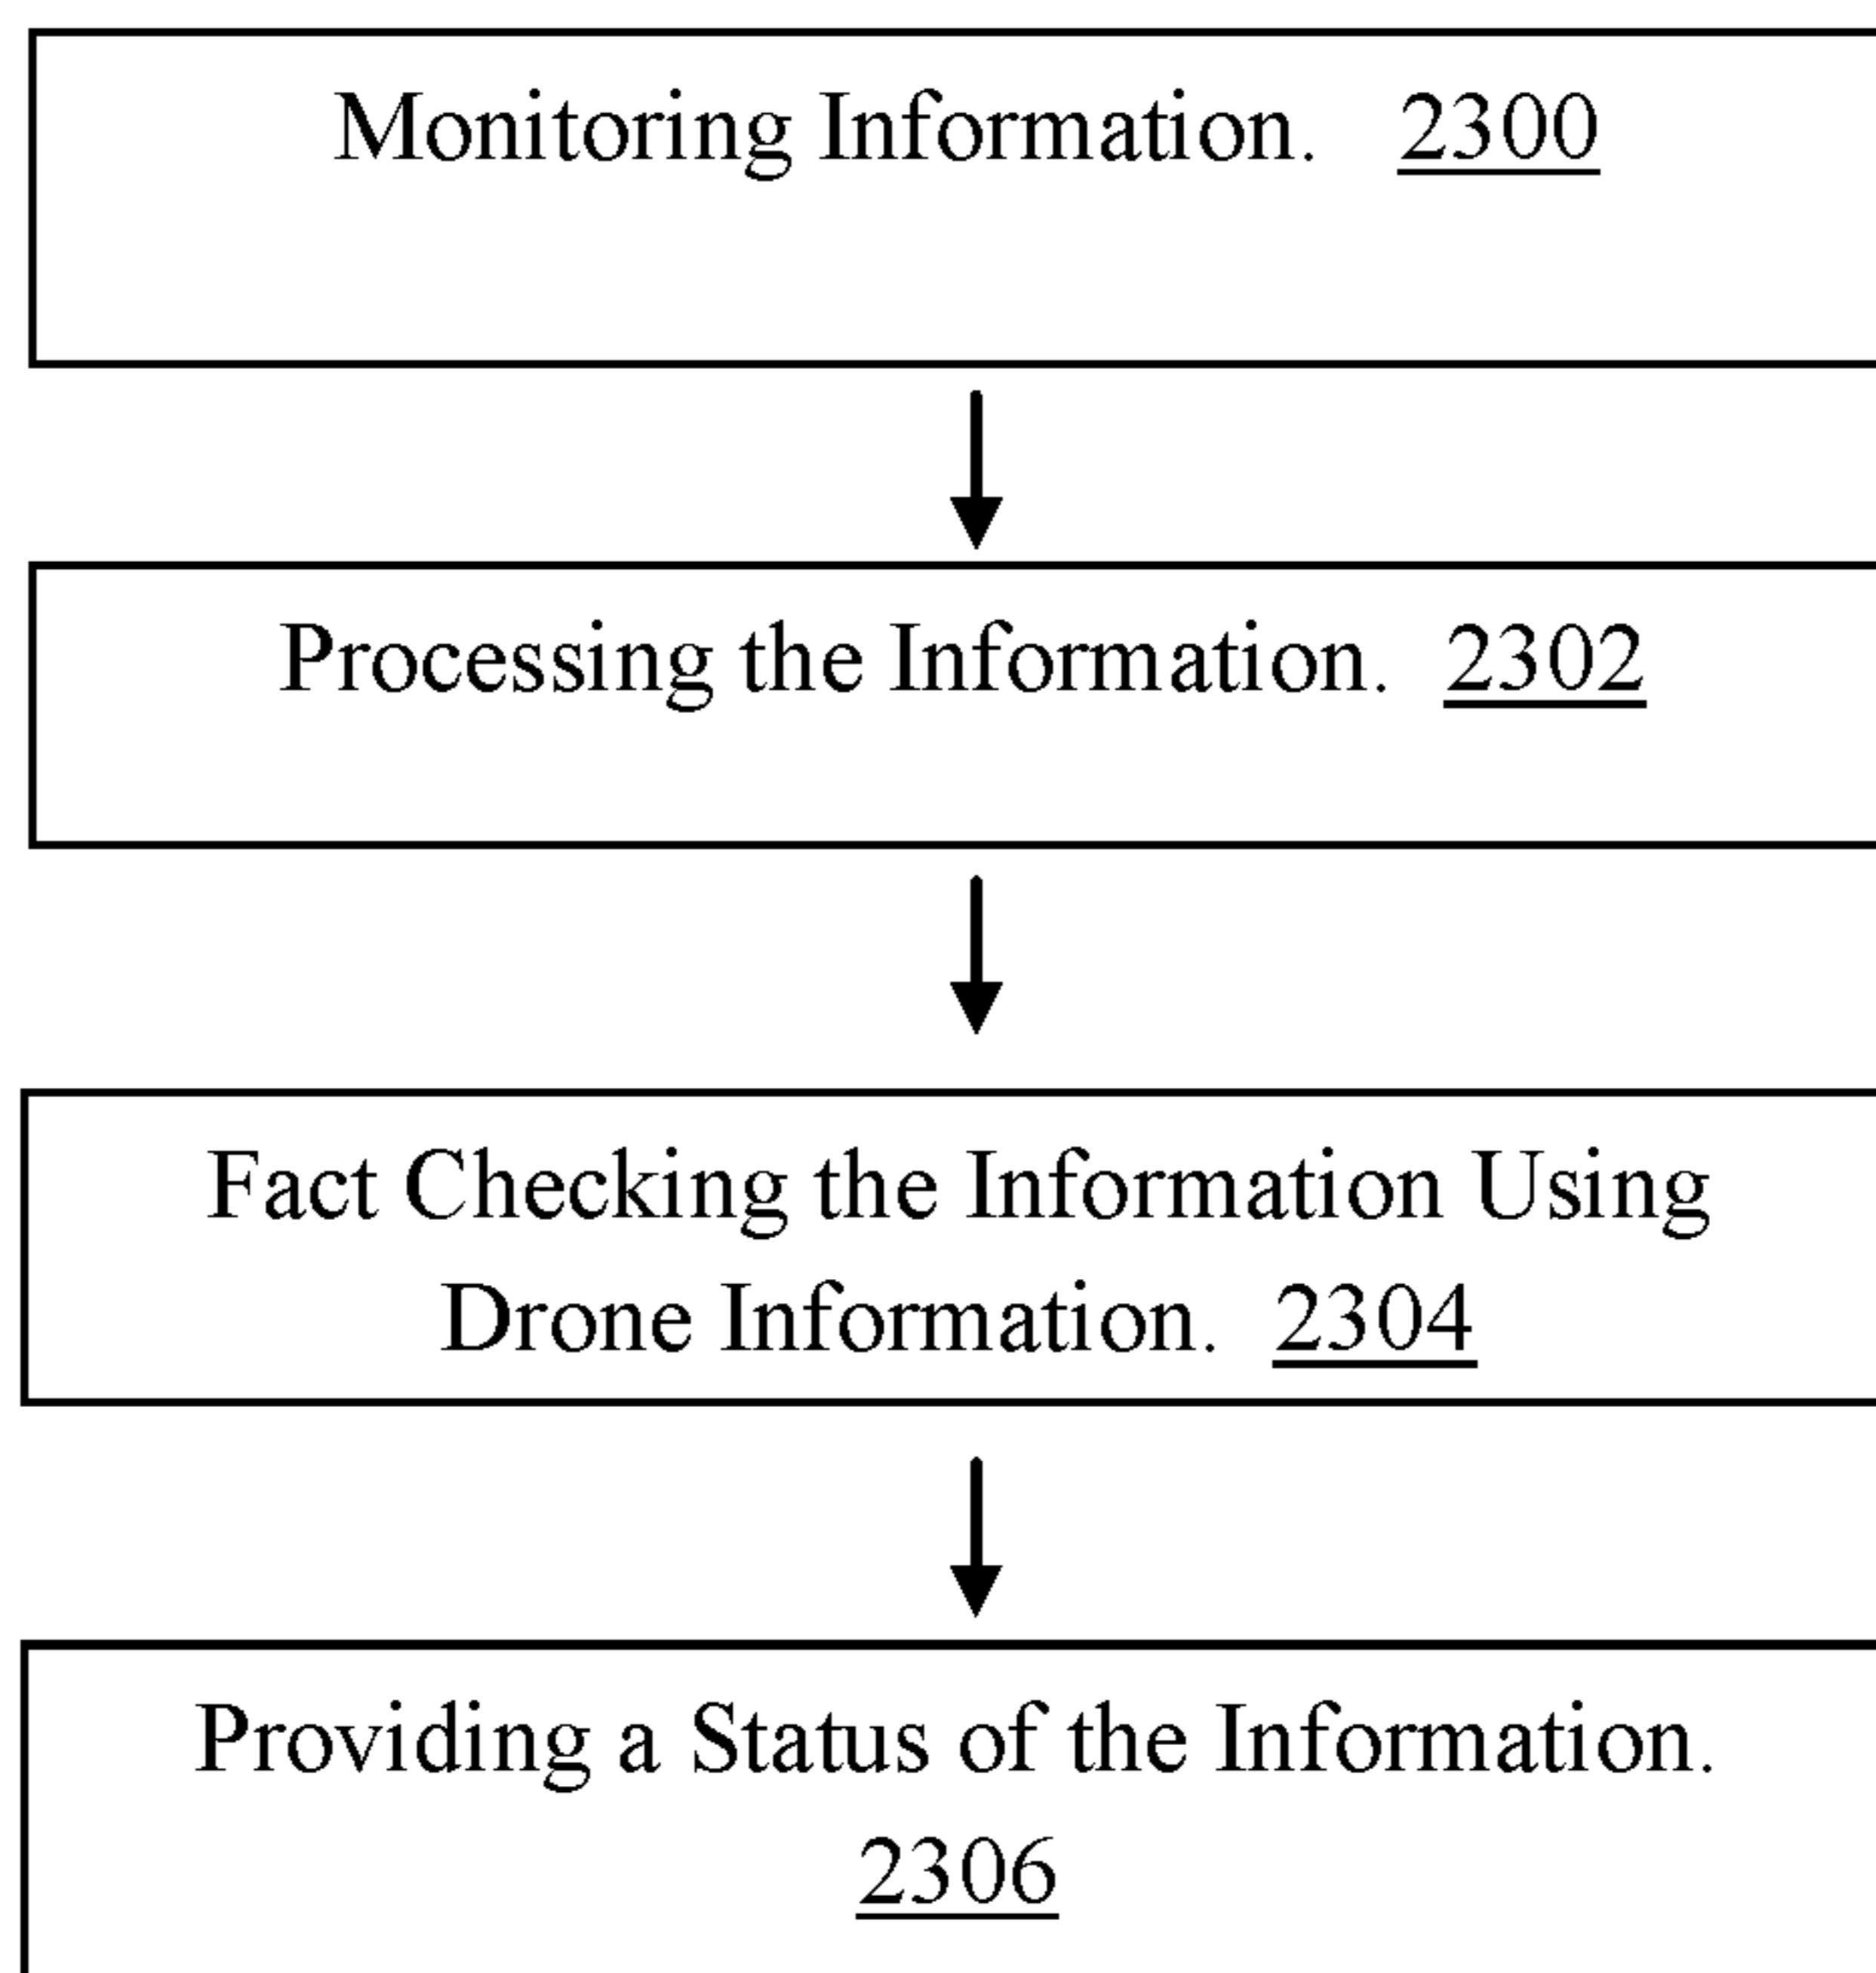 Monitoring Information. 2300
Processing the Information. 2302
Fact Checking the Information Using
Drone Information. 2304
Providing a Status of the Information.
2306